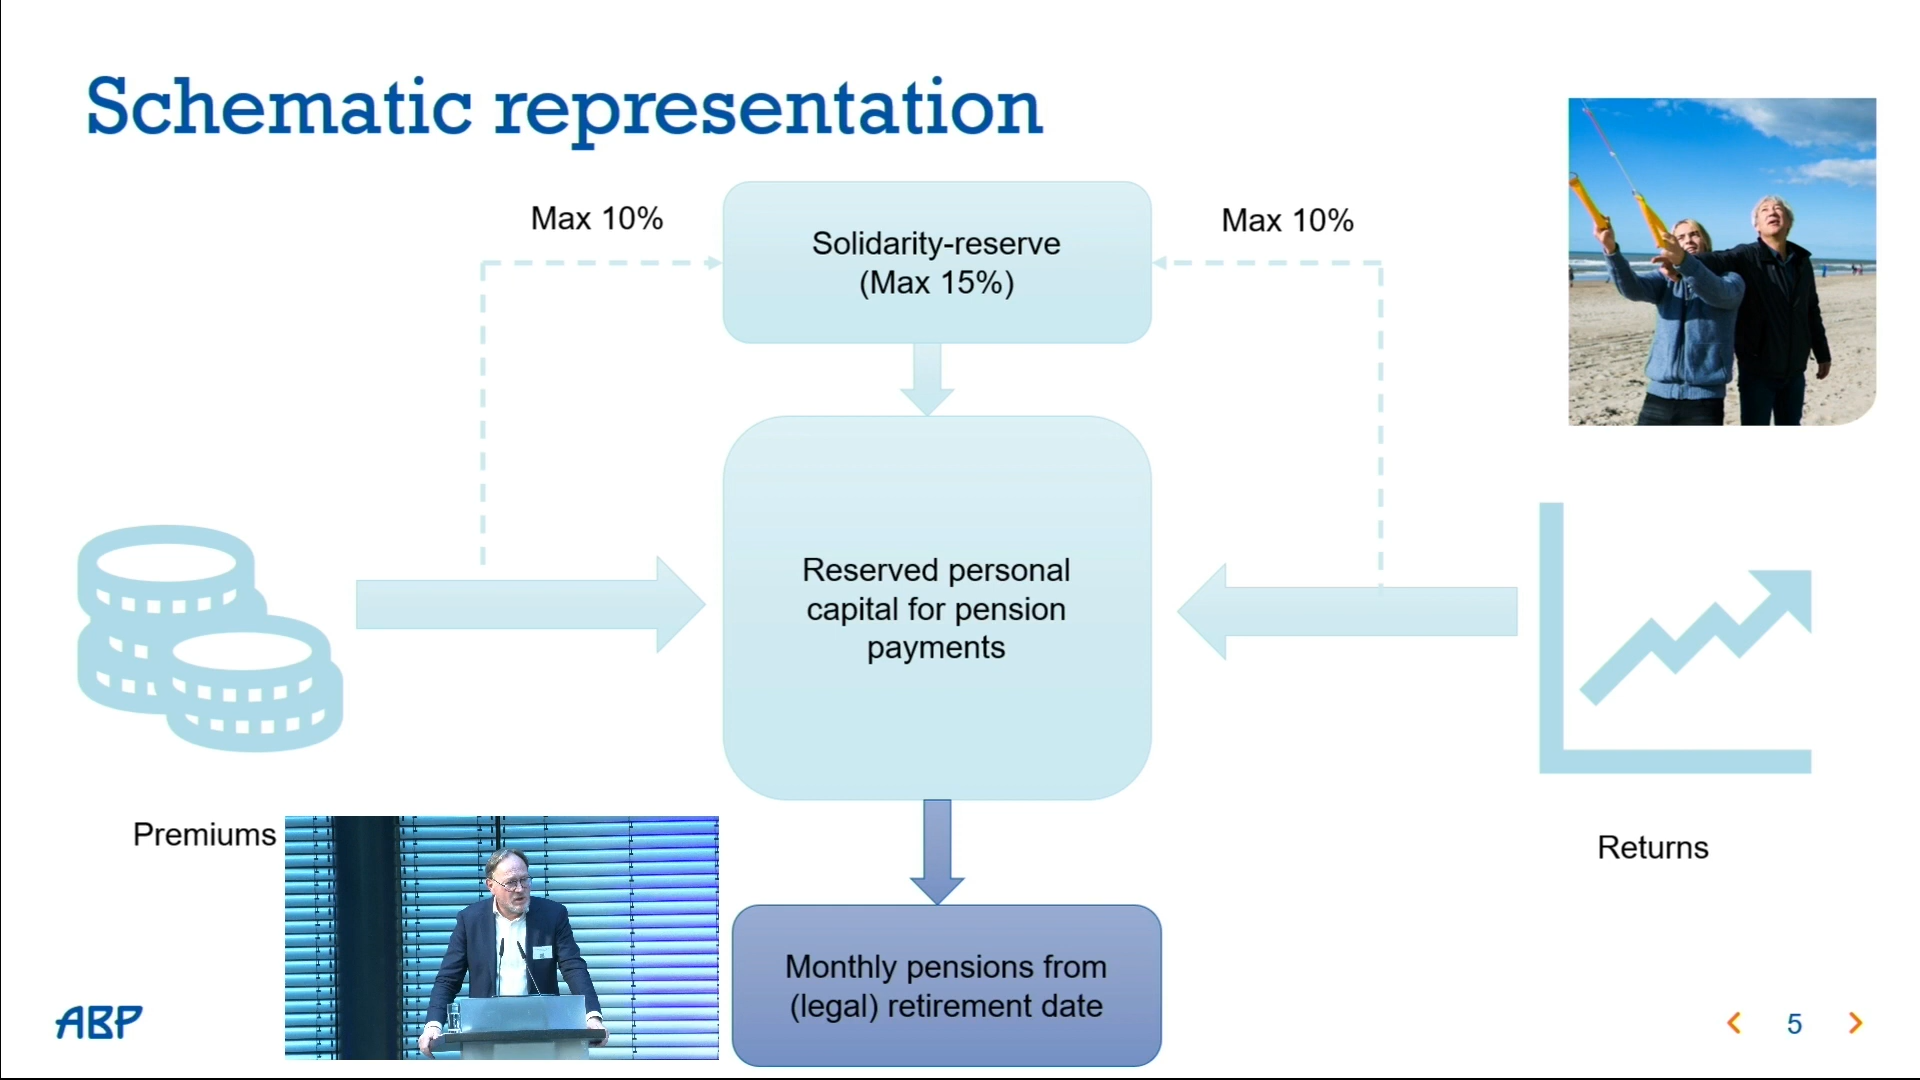 Schematic representation
Max 10%
Solidarity-reserve
(Max 15%)
Max 10%
Reserved personal
capital for pension
payments
Premiums
Returns
Monthly pensions from
(legal) retirement date
ABP
5